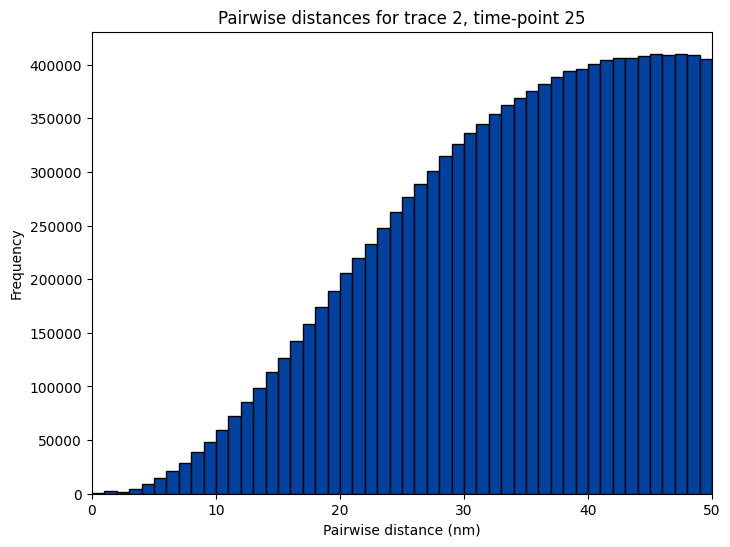 Pairwise distances for trace 2, time-point 25
400000
350000
300000
250000
200000
150000
100000
50000
0
Frequency
0 10 20 30 40 50
Pairwise distance (nm)